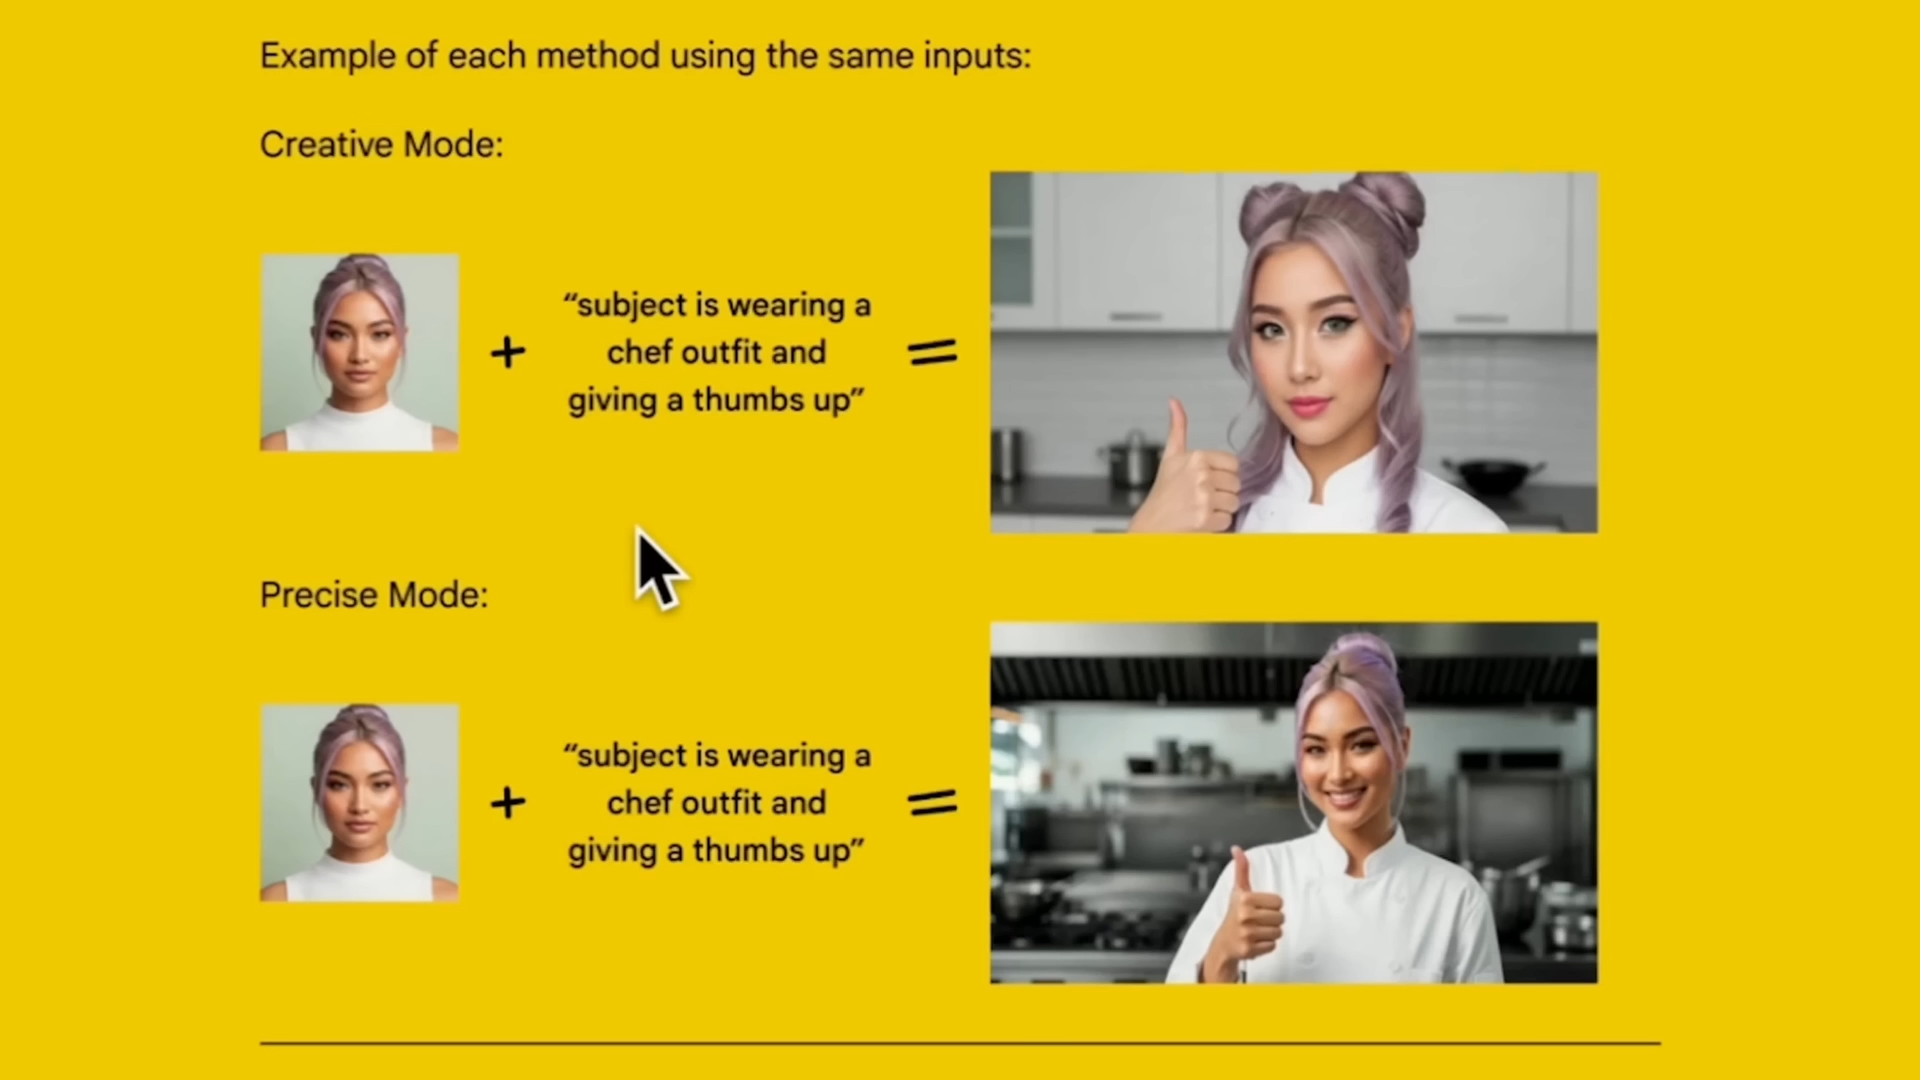 Example of each method using the same inputs:
Creative Mode:
“subject is wearing a
chef outfit and
giving a thumbs up”
Precise Mode:
“subject is wearing a
chef outfit and
giving a thumbs up”